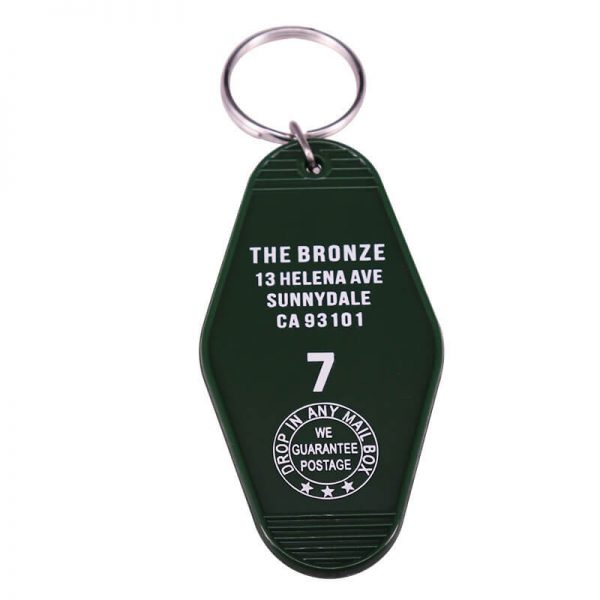 THE BRONZE
13 HELENA AVE
SUNNYDALE
CA 93101
7
DROP IN ANY MAIL BOX
WE
GUARANTEE
POSTAGE